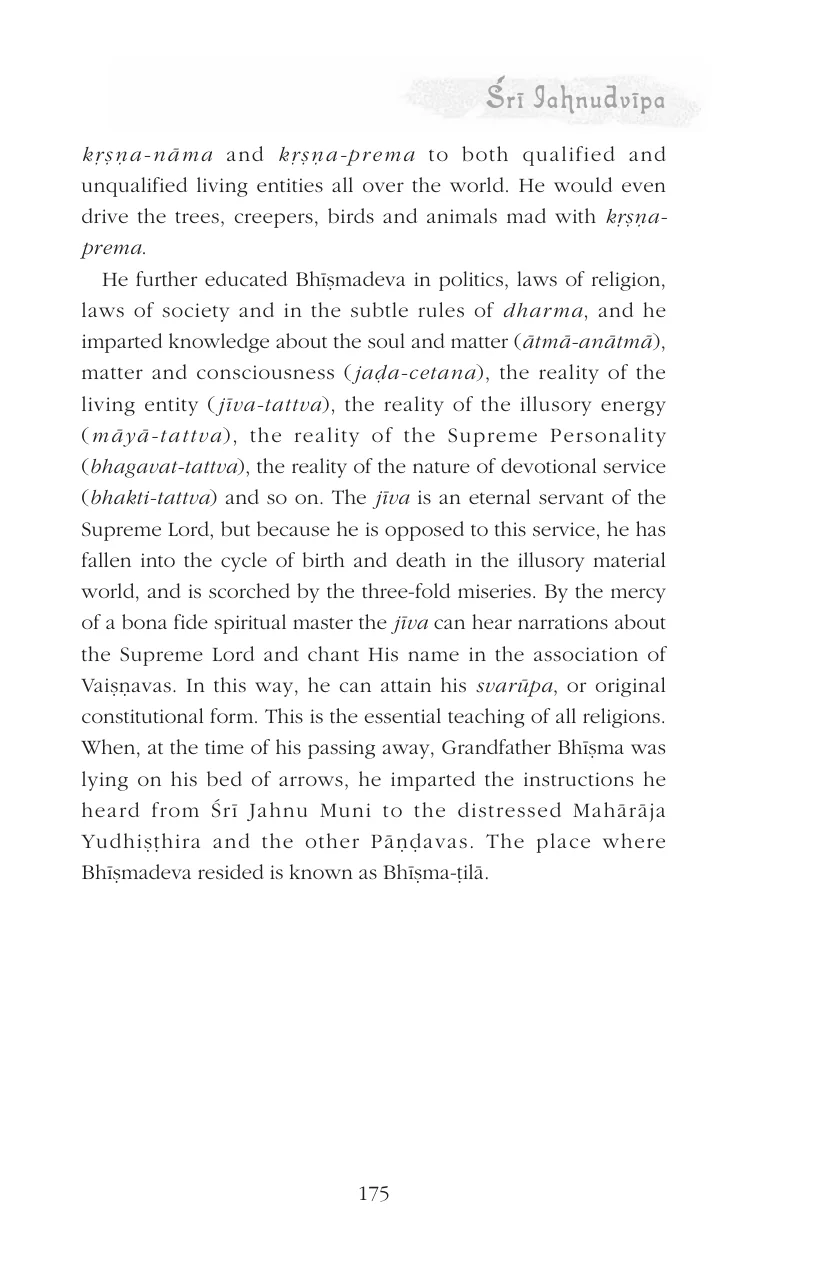 Śrī Jahnudvīpa
kṛṣṇa-nāma and kṛṣṇa-prema to both qualified and
unqualified living entities all over the world. He would even
drive the trees, creepers, birds and animals mad with kṛṣṇa-
prema.
He further educated Bhīṣmadeva in politics, laws of religion,
laws of society and in the subtle rules of dharma, and he
imparted knowledge about the soul and matter (ātmā-anātmā),
matter and consciousness (jaḍa-cetana), the reality of the
living entity (jīva-tattva), the reality of the illusory energy
(māyā-tattva), the reality of the Supreme Personality
(bhagavat-tattva), the reality of the nature of devotional service
(bhakti-tattva) and so on. The jīva is an eternal servant of the
Supreme Lord, but because he is opposed to this service, he has
fallen into the cycle of birth and death in the illusory material
world, and is scorched by the three-fold miseries. By the mercy
of a bona fide spiritual master the jīva can hear narrations about
the Supreme Lord and chant His name in the association of
Vaiṣṇavas. In this way, he can attain his svarūpa, or original
constitutional form. This is the essential teaching of all religions.
When, at the time of his passing away, Grandfather Bhīṣma was
lying on his bed of arrows, he imparted the instructions he
heard from Śrī Jahnu Muni to the distressed Mahārāja
Yudhiṣṭhira and the other Pāṇḍavas. The place where
Bhīṣmadeva resided is known as Bhīṣma-ṭilā.
175